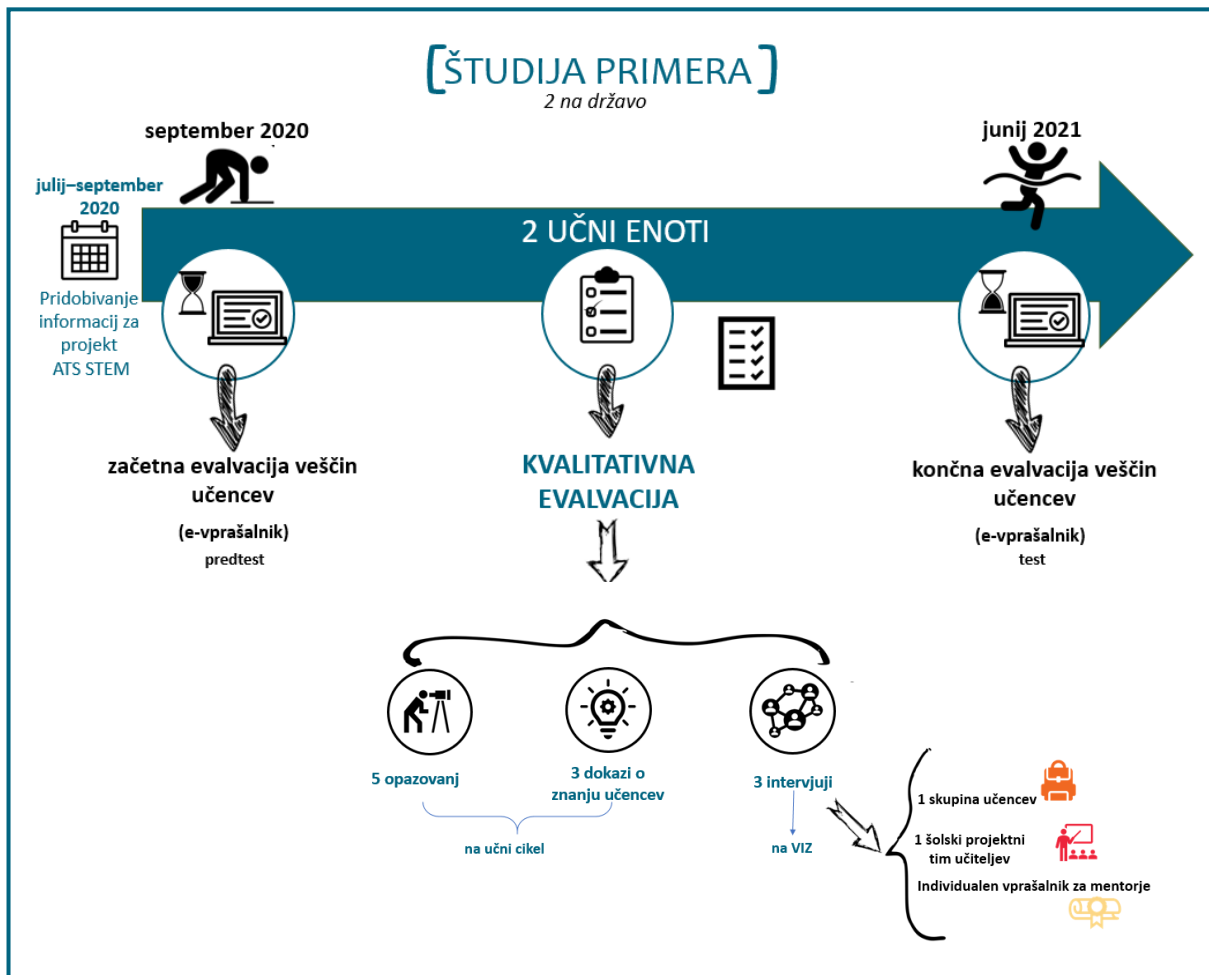 [ŠTUDIJA PRIMERA]
2 na državo
september 2020
junij 2021
julij–september
2020
2 UČNI ENOTI
Pridobivanje
informacij za
projekt
ATS STEM
začetna evalvacija veščin
učencev
(e-vprašalnik)
predtest
KVALITATIVNA
EVALVACIJA
končna evalvacija veščin
učencev
(e-vprašalnik)
test
5 opazovanj
3 dokazi o
znanju učencev
3 intervjuji
na učni cikel
na VIZ
1 skupina učencev
1 šolski projektni
tim učiteljev
Individualen vprašalnik za mentorje